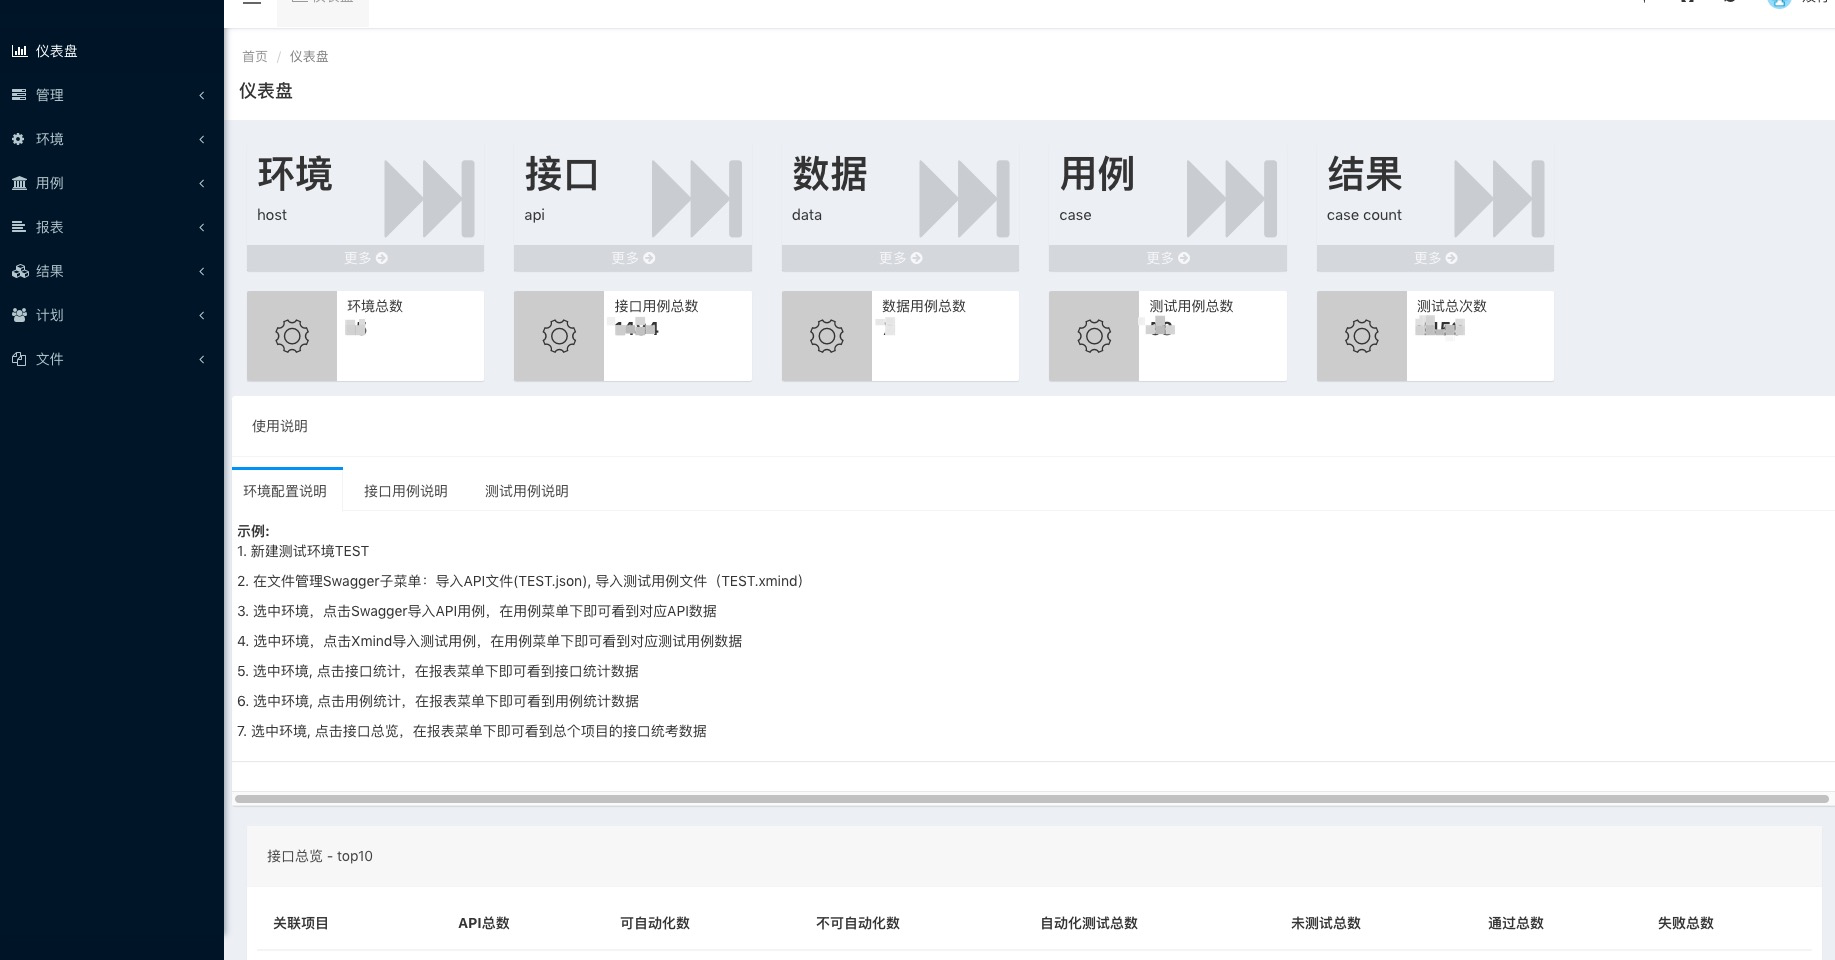 仪表盘
管理
环境
用例
报表
结果
计划
文件
首页 / 仪表盘
仪表盘
环境
host
更多
接口
api
更多
数据
data
更多
用例
case
更多
结果
case count
更多
环境总数
接口用例总数
数据用例总数
测试用例总数
测试总次数
使用说明
环境配置说明 接口用例说明 测试用例说明
示例:
1. 新建测试环境TEST
2. 在文件管理Swagger子菜单：导入API文件(TEST.json), 导入测试用例文件（TEST.xmind）
3. 选中环境，点击Swagger导入API用例，在用例菜单下即可看到对应API数据
4. 选中环境，点击Xmind导入测试用例，在用例菜单下即可看到对应测试用例数据
5. 选中环境, 点击接口统计，在报表菜单下即可看到接口统计数据
6. 选中环境, 点击用例统计，在报表菜单下即可看到用例统计数据
7. 选中环境, 点击接口总览，在报表菜单下即可看到总个项目的接口统考数据
接口总览 - top10
关联项目 API总数 可自动化数 不可自动化数 自动化测试总数 未测试总数 通过总数 失败总数